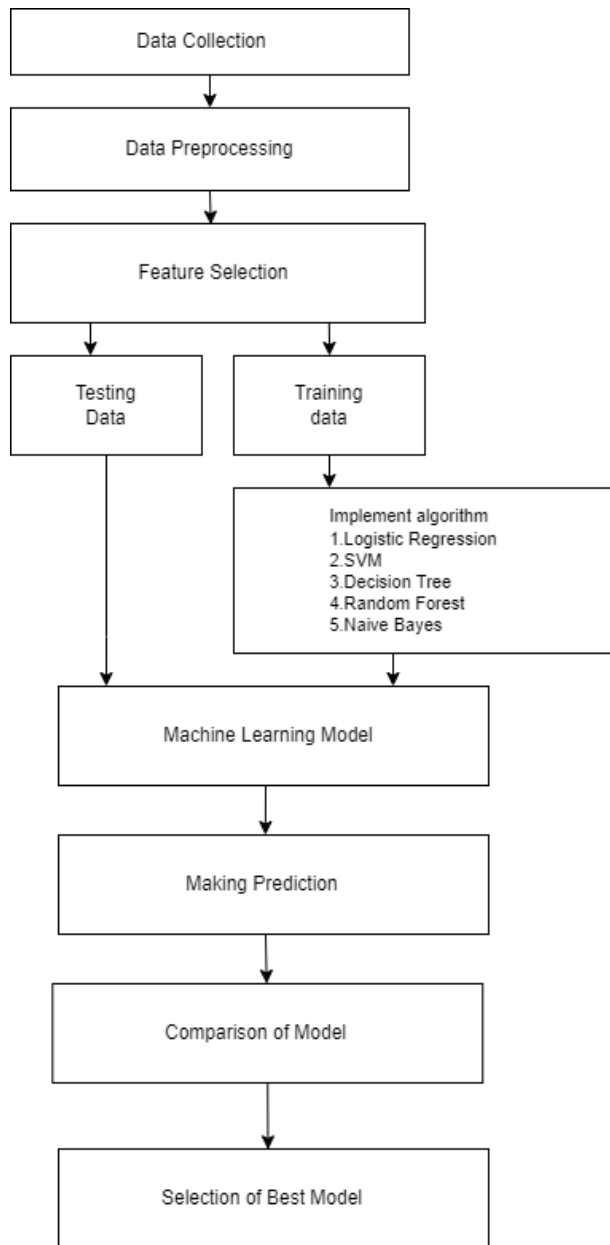 Data Collection
Data Preprocessing
Feature Selection
Testing
Data
Training
data
Implement algorithm
1.Logistic Regression
2.SVM
3.Decision Tree
4.Random Forest
5.Naive Bayes
Machine Learning Model
Making Prediction
Comparison of Model
Selection of Best Model